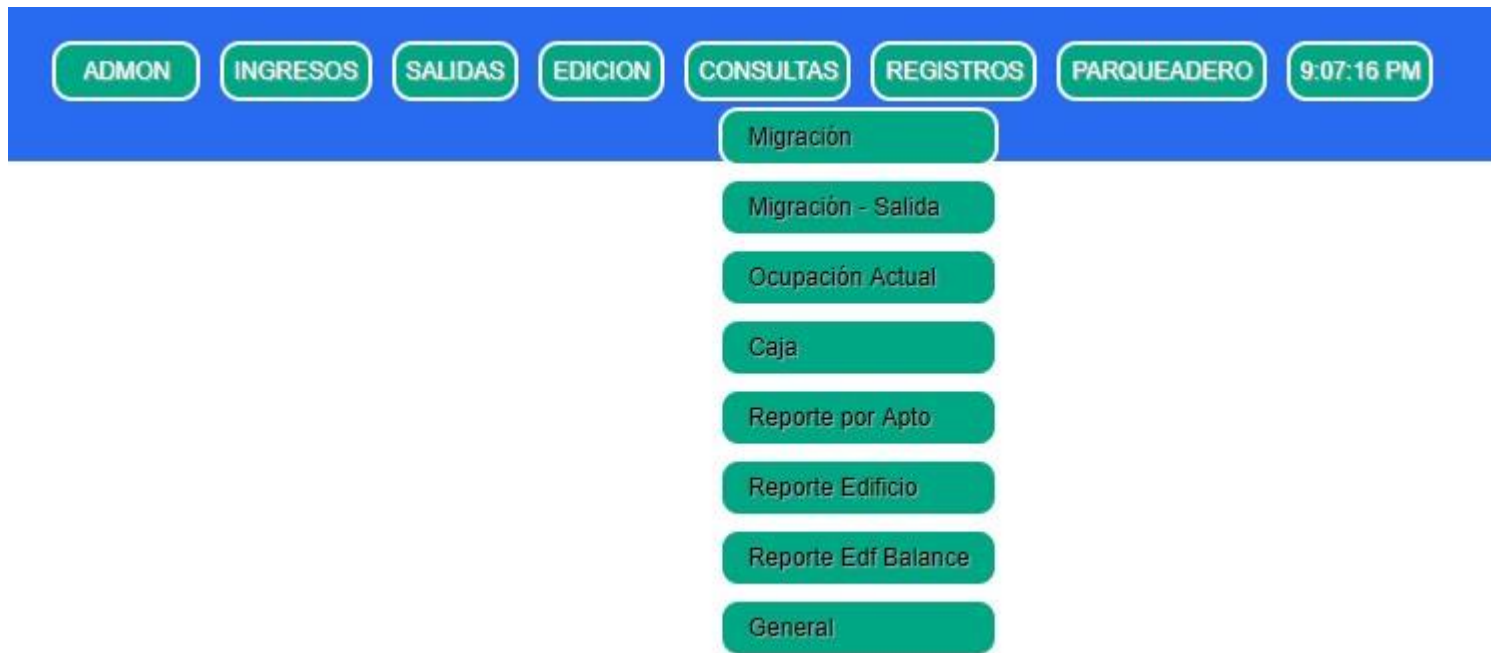 ADMON INGRESOS SALIDAS EDICION CONSULTAS REGISTROS PARQUEADERO 9:07:16 PM
Migración
Migración - Salida
Ocupación Actual
Caja
Reporte por Apto
Reporte Edificio
Reporte Edf Balance
General